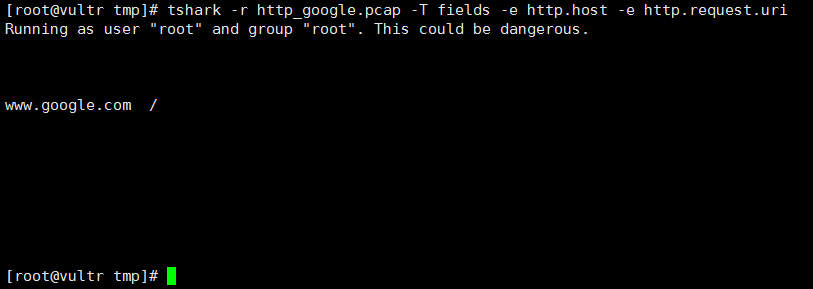 [root@vultr tmp]# tshark -r http_google.pcap -T fields -e http.host -e http.request.uri
Running as user "root" and group "root". This could be dangerous.
www.google.com  /
[root@vultr tmp]#